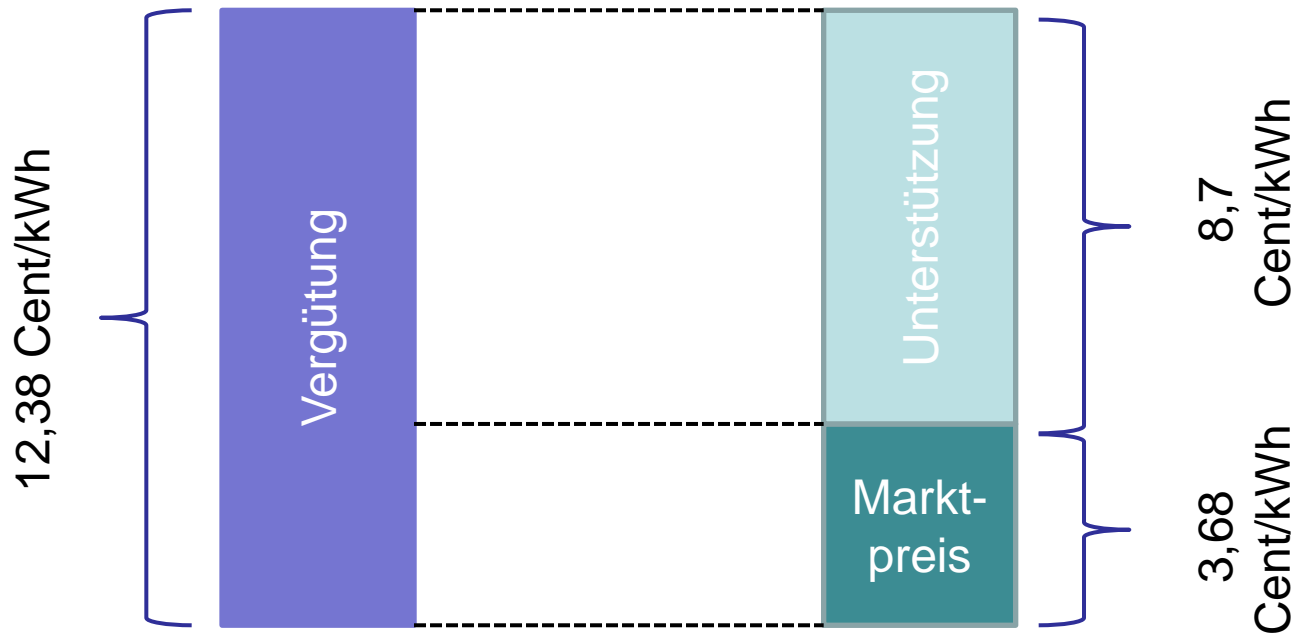 12,38 Cent/kWh
Vergütung
Unterstützung
Markt-
preis
8,7
Cent/kWh
3,68
Cent/kWh